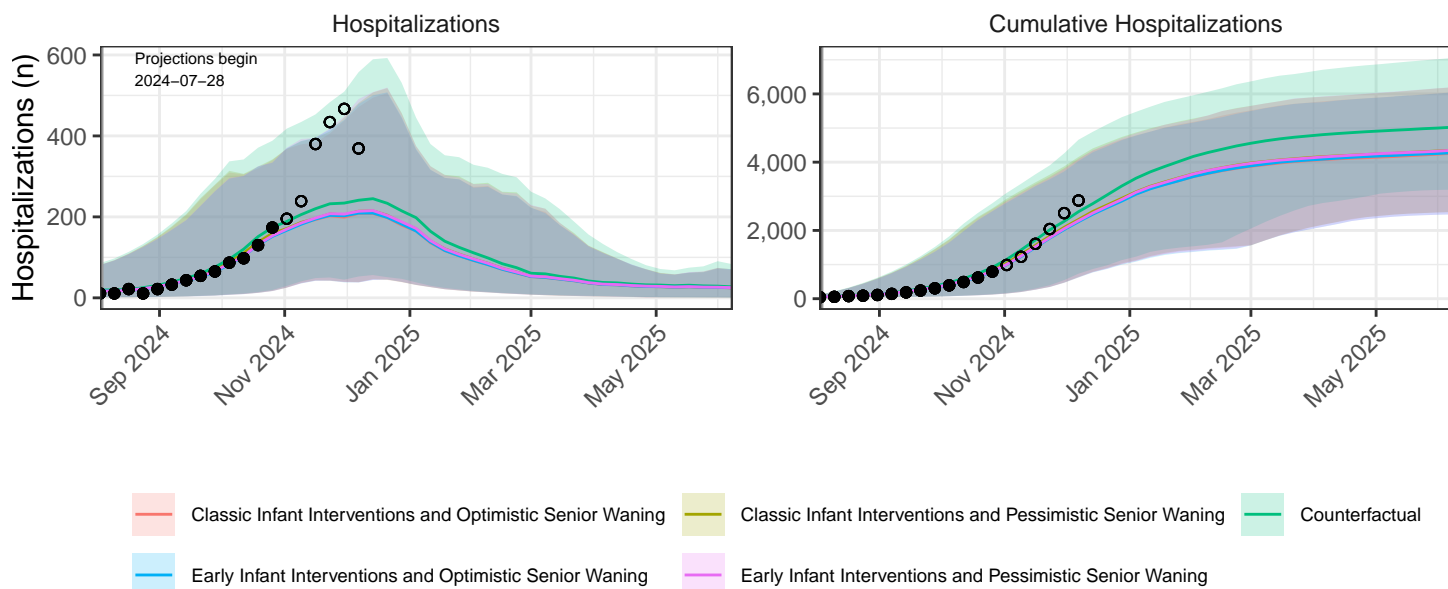 Hospitalizations
Cumulative Hospitalizations
Hospitalizations (n)
Projections begin
2024−07−28
600
400
200
0
6,000
4,000
2,000
0
Sep 2024
Nov 2024
Jan 2025
Mar 2025
May 2025
Sep 2024
Nov 2024
Jan 2025
Mar 2025
May 2025
Classic Infant Interventions and Optimistic Senior Waning
Classic Infant Interventions and Pessimistic Senior Waning
Counterfactual
Early Infant Interventions and Optimistic Senior Waning
Early Infant Interventions and Pessimistic Senior Waning